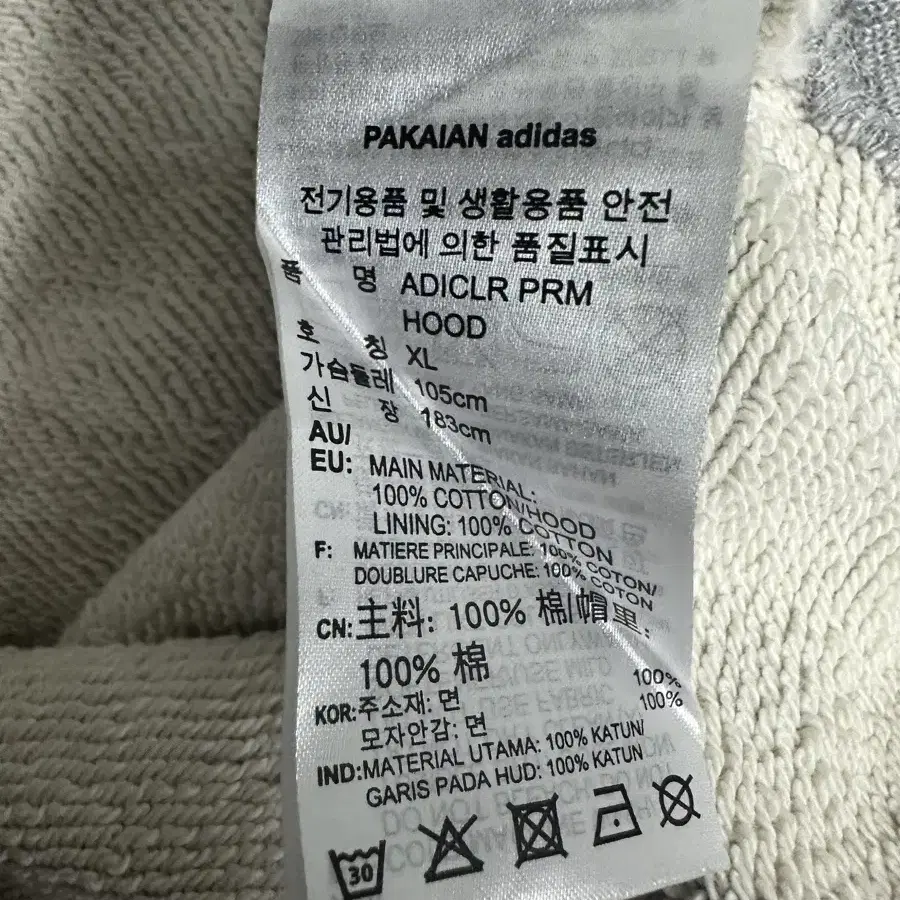 PAKAIAN adidas
전기용품 및 생활용품 안전
관리법에 의한 품질표시
품 명 ADICLR PRM
HOOD
호 칭 XL
가슴둘레 105cm
신 장 183cm
AU/
EU: MAIN MATERIAL:
100% COTTON/HOOD
LINING: 100% COTTON
F: MATIERE PRINCIPALE: 100% COTON/
DOUBLURE CAPUCHE: 100% COTON
CN: 主料: 100% 棉/帽里:
100% 棉
KOR: 주소재: 면 100%
모자안감: 면 100%
IND: MATERIAL UTAMA: 100% KATUN/
GARIS PADA HUD: 100% KATUN
30